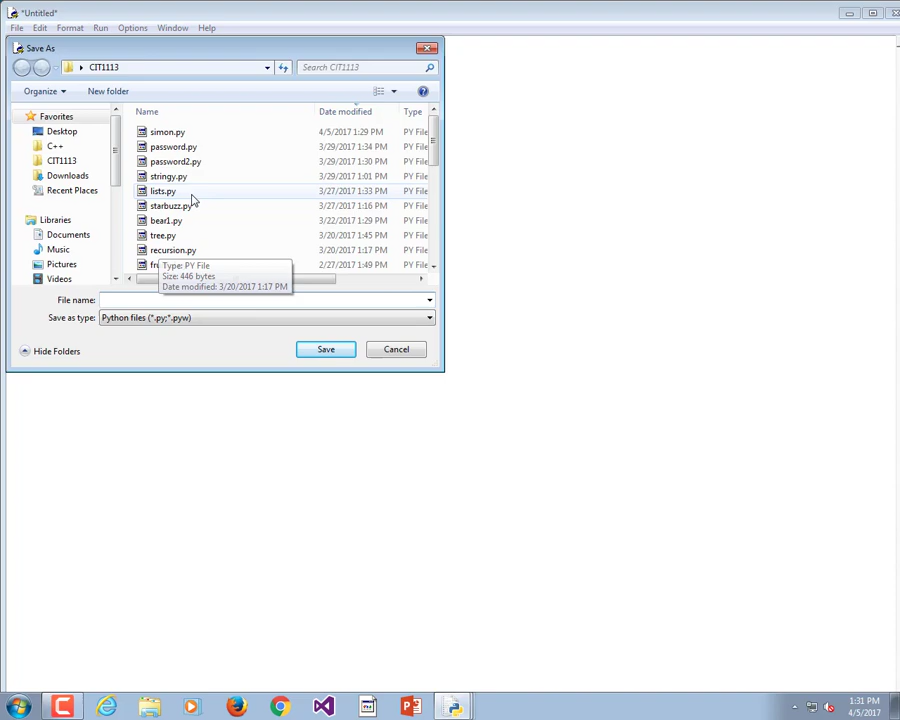 *Untitled*
File Edit Format Run Options Window Help
Save As
CIT1113 Search CIT1113
Organize New folder
Name Date modified Type
Favorites
Desktop
C++
CIT1113
Downloads
Recent Places
Libraries
Documents
Music
Pictures
Videos
simon.py 4/5/2017 1:29 PM PY File
password.py 3/29/2017 1:34 PM PY File
password2.py 3/29/2017 1:30 PM PY File
stringy.py 3/29/2017 1:01 PM PY File
lists.py 3/27/2017 1:33 PM PY File
starbuzz.py 3/27/2017 1:16 PM PY File
bear1.py 3/22/2017 1:29 PM PY File
tree.py 3/20/2017 1:45 PM PY File
recursion.py 3/20/2017 1:17 PM PY File
2/27/2017 1:49 PM PY File
Type: PY File
Size: 446 bytes
Date modified: 3/20/2017 1:17 PM
File name:
Save as type: Python files (*.py;*.pyw)
Hide Folders Save Cancel
1:31 PM
4/5/2017